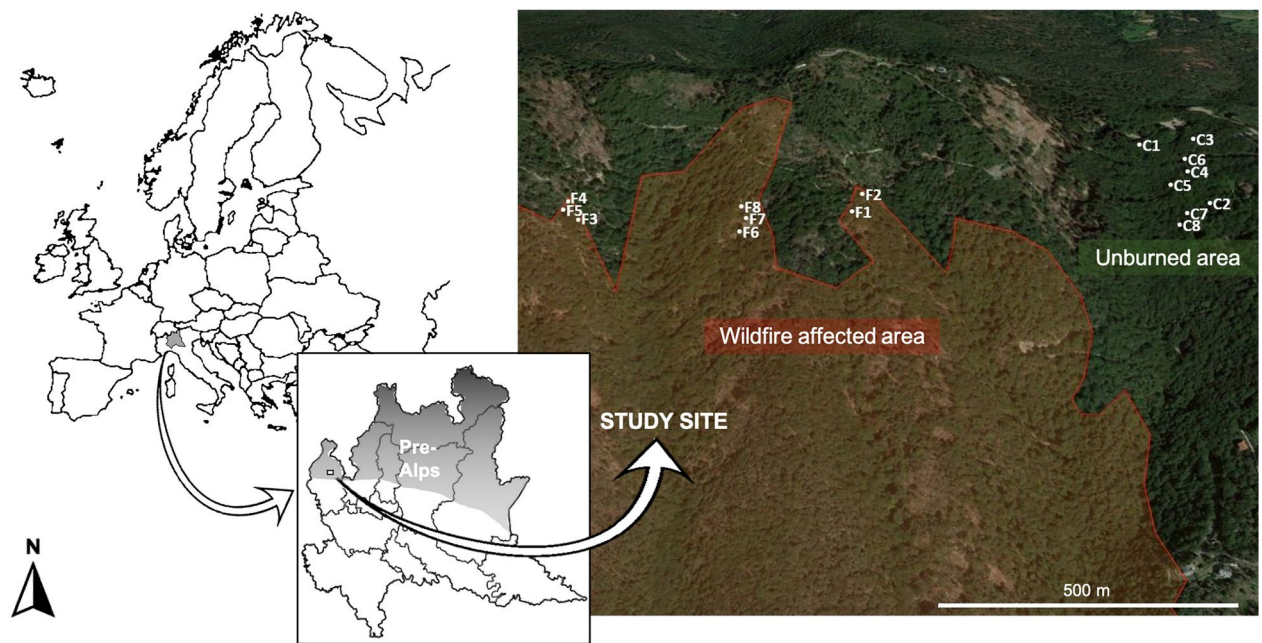 C1
C3
C6
C4
C5
C2
C7
C8
F4
F5
F3
F8
F7
F6
F2
F1
Unburned area
Wildfire affected area
STUDY SITE
Pre-
Alps
N
500 m